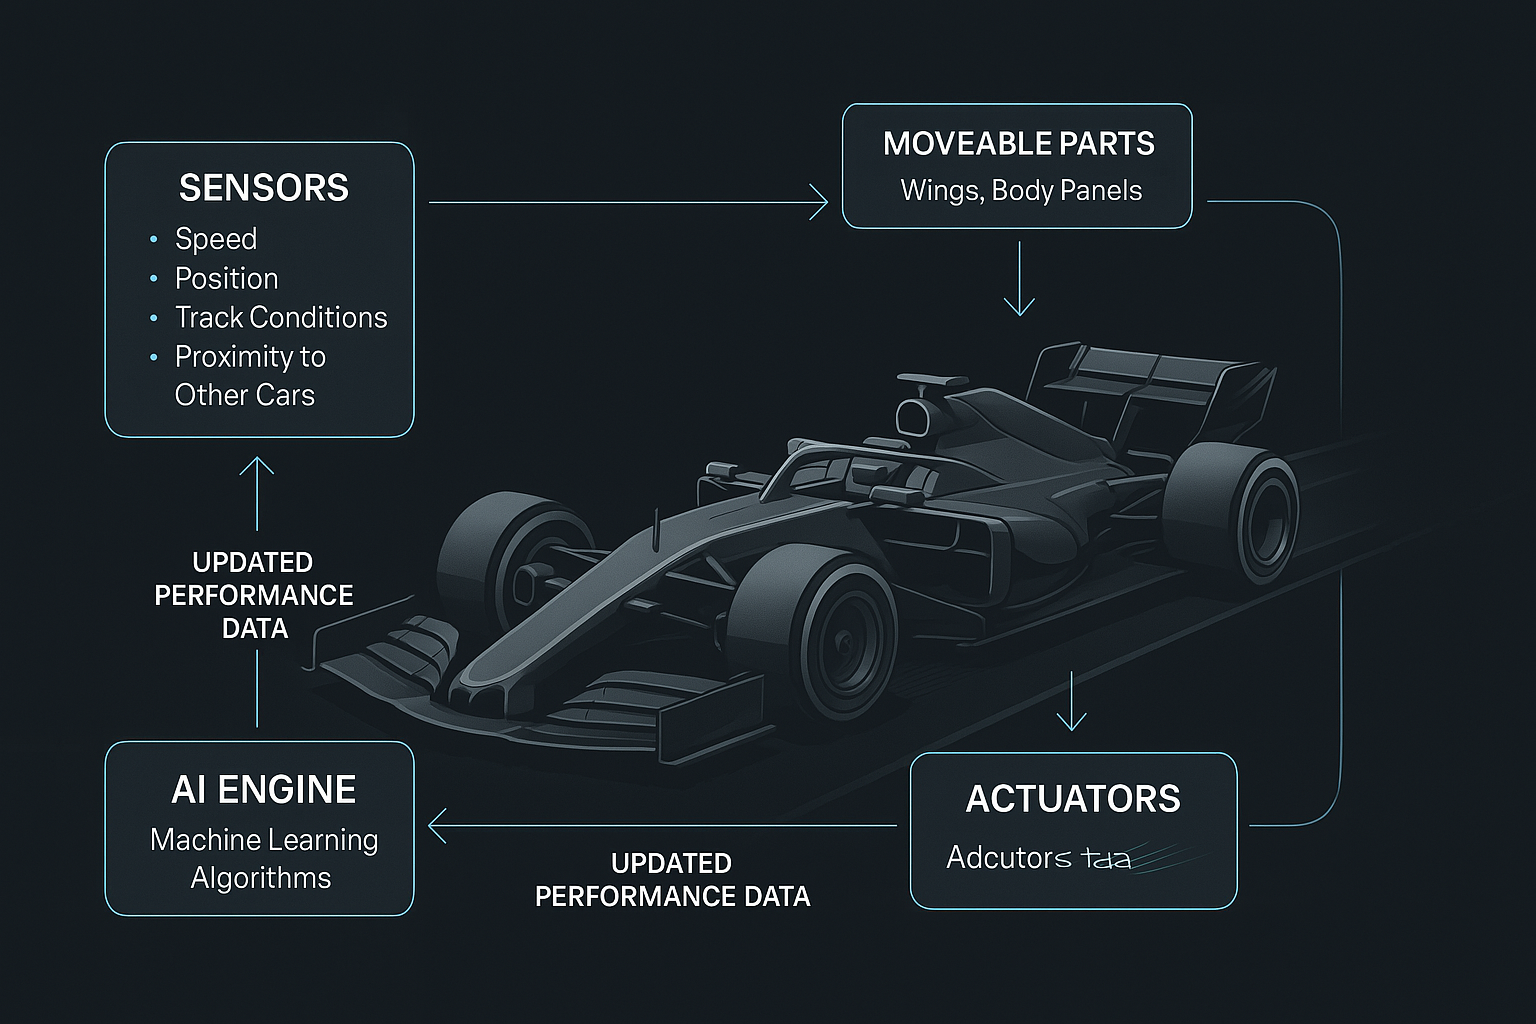 SENSORS
• Speed
• Position
• Track Conditions
• Proximity to
Other Cars
MOVEABLE PARTS
Wings, Body Panels
UPDATED
PERFORMANCE
DATA
AI ENGINE
Machine Learning
Algorithms
UPDATED
PERFORMANCE DATA
ACTUATORS
Adcutors